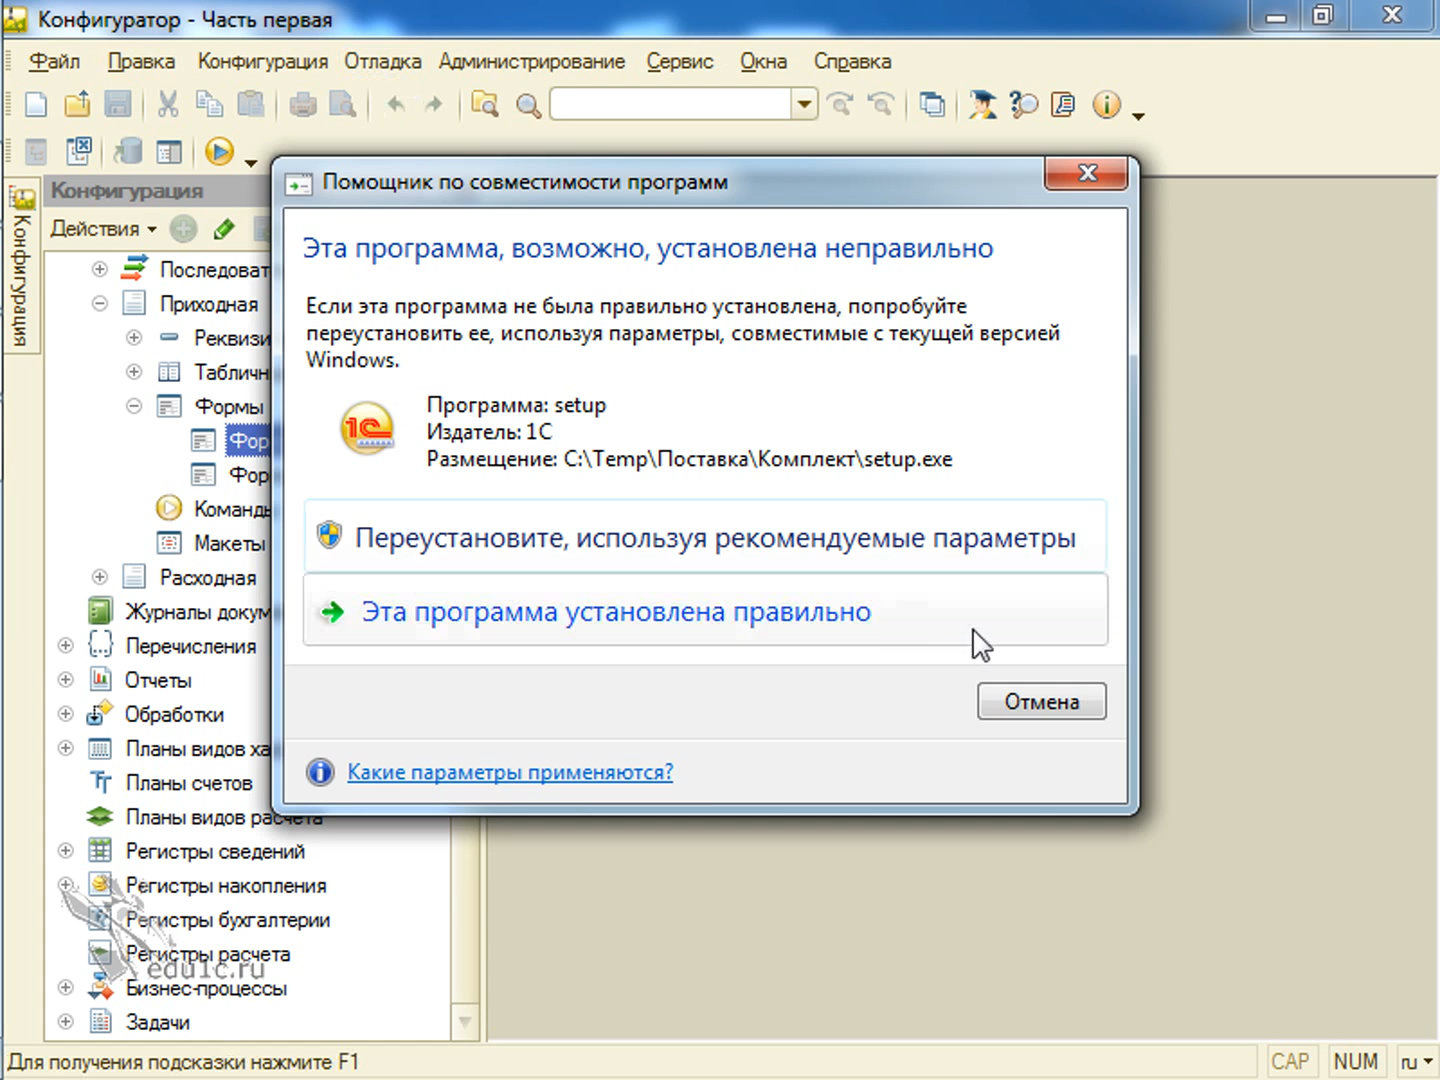 Конфигуратор - Часть первая
Файл Правка Конфигурация Отладка Администрирование Сервис Окна Справка
Конфигурация
Конфигурация
Действия
Последоват
Приходная
Реквизи
Табличн
Формы
Фор
Фор
Команды
Макеты
Расходная
Журналы докум
Перечисления
Отчеты
Обработки
Планы видов ха
Планы счетов
Планы видов расчета
Регистры сведений
Регистры накопления
Регистры бухгалтерии
Регистры расчета
edu1c.ru
Бизнес-процессы
Задачи
Помощник по совместимости программ
Эта программа, возможно, установлена неправильно
Если эта программа не была правильно установлена, попробуйте
переустановить ее, используя параметры, совместимые с текущей версией
Windows.
1С
Программа: setup
Издатель: 1С
Размещение: C:\Temp\Поставка\Комплект\setup.exe
Переустановите, используя рекомендуемые параметры
Эта программа установлена правильно
Отмена
Какие параметры применяются?
Для получения подсказки нажмите F1
CAP NUM ru